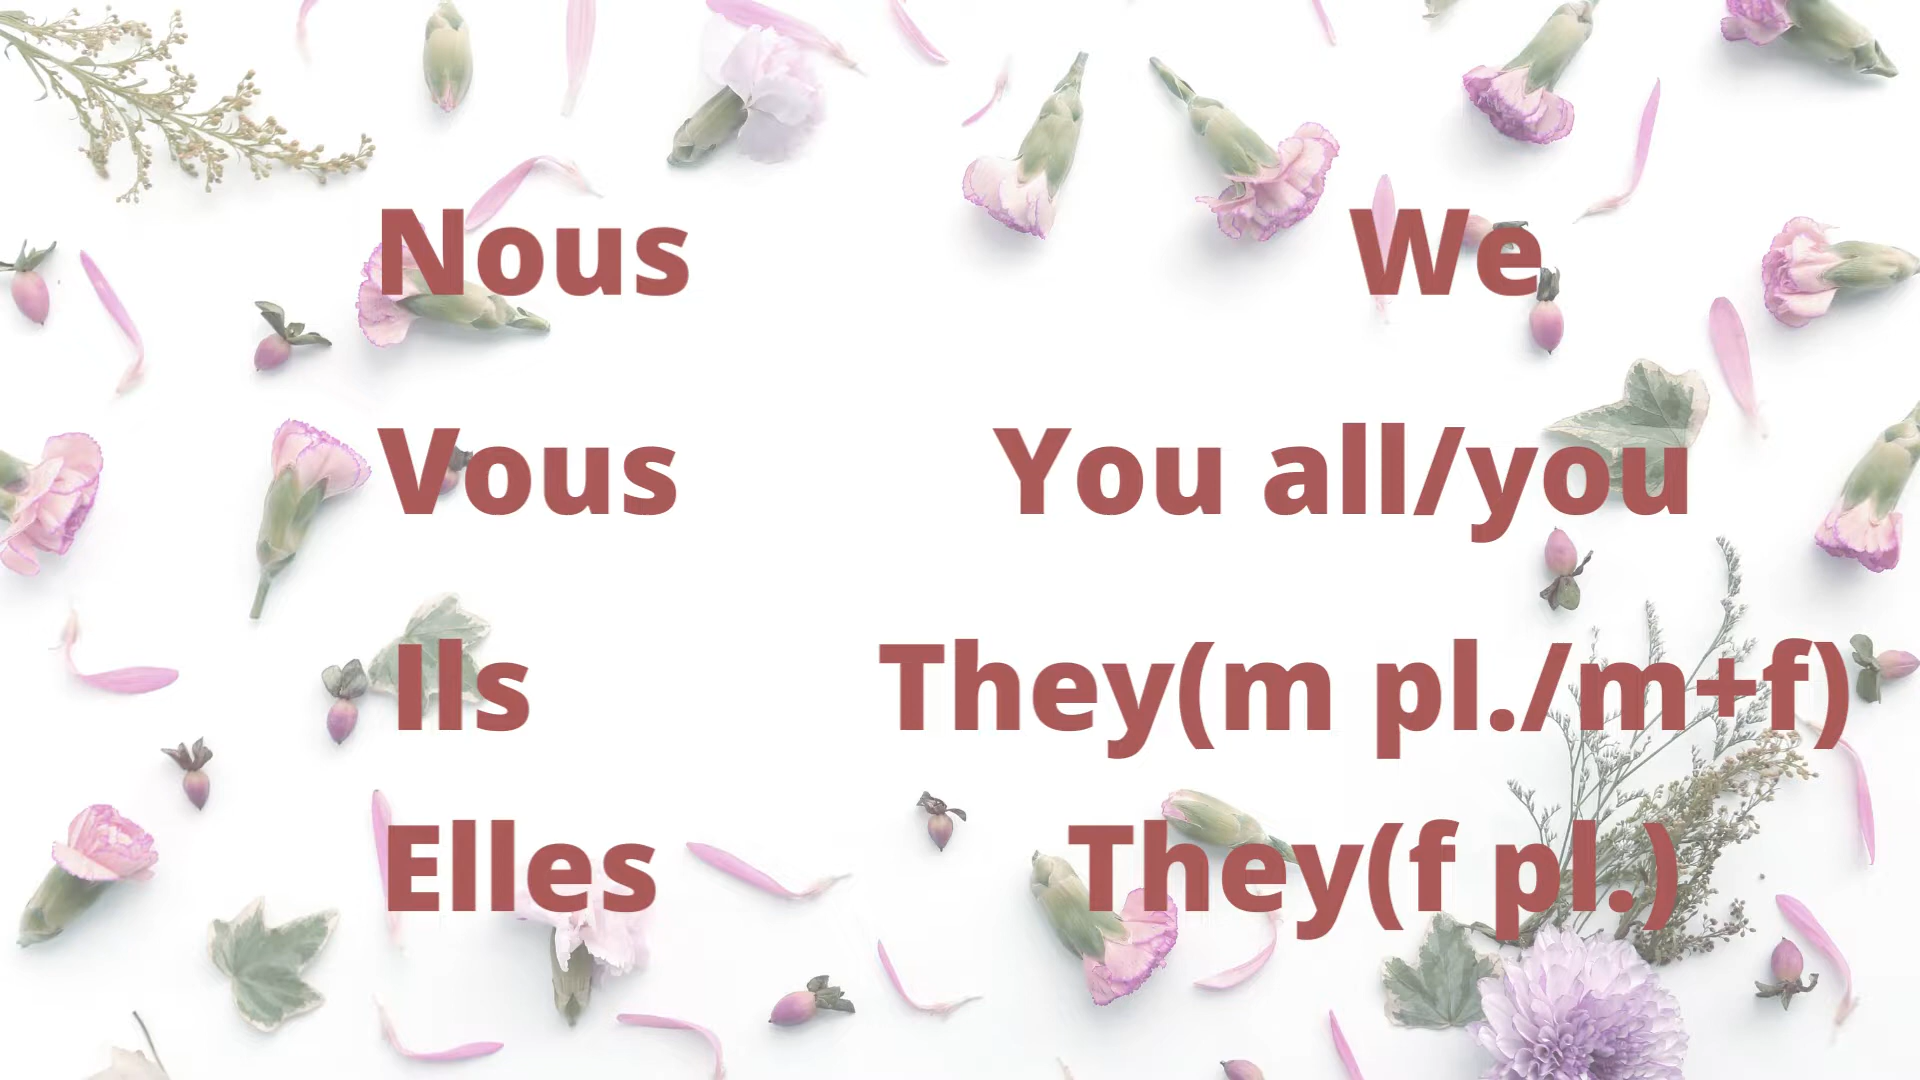 Nous We
Vous You all/you
Ils They(m pl./m+f)
Elles They(f pl.)